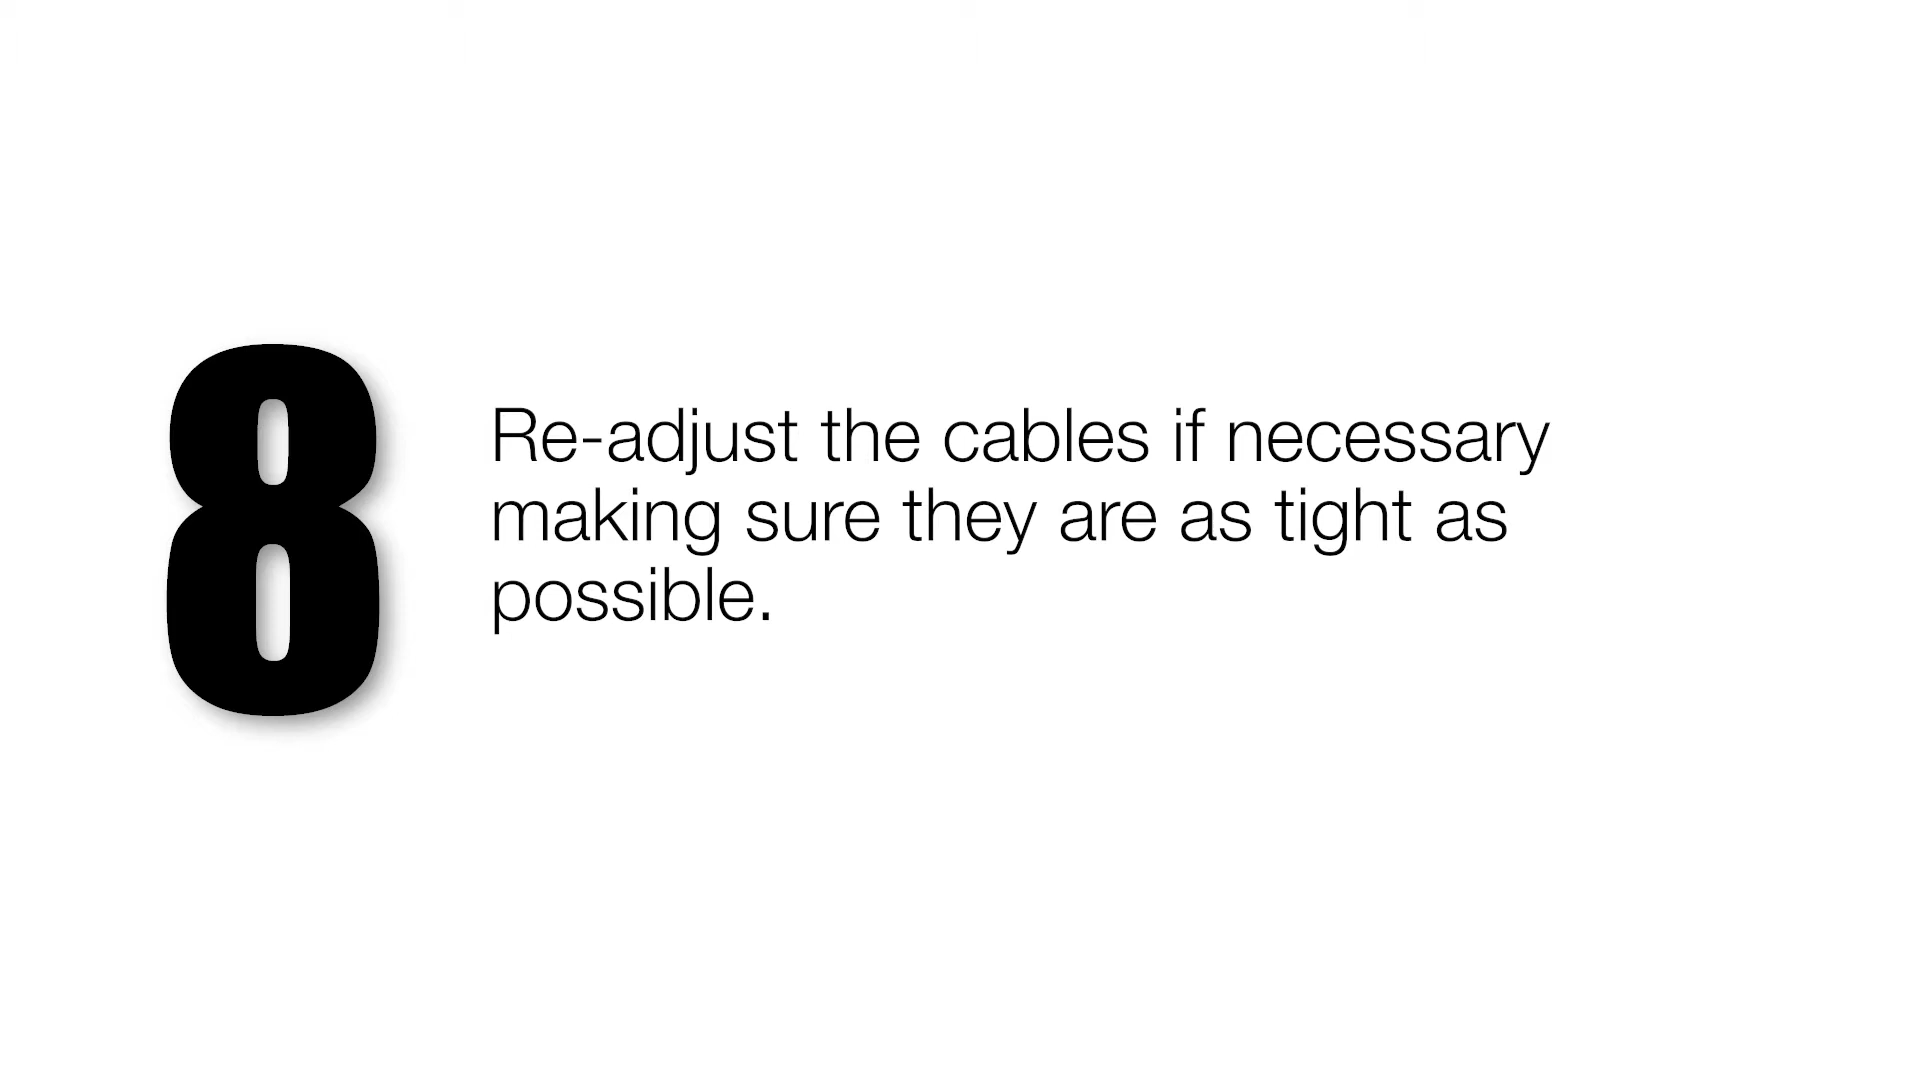 8
Re-adjust the cables if necessary
making sure they are as tight as
possible.